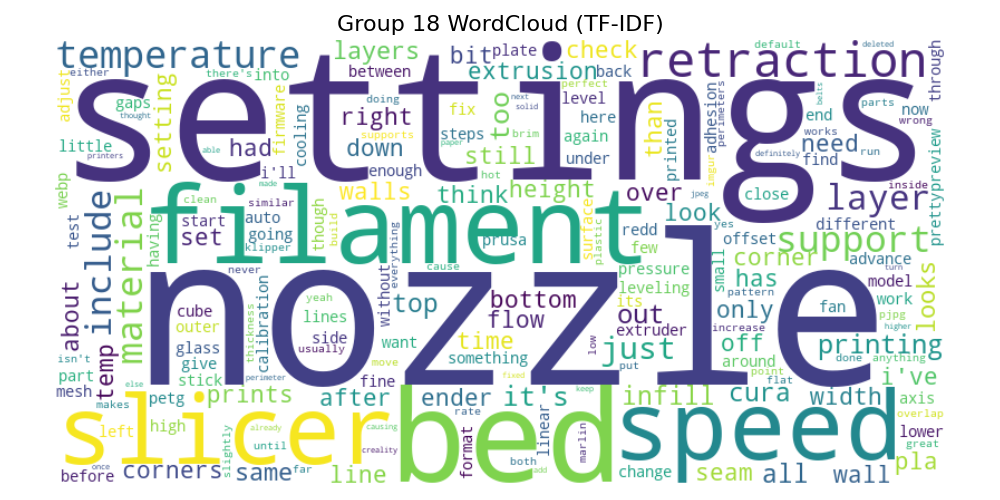 Group 18 WordCloud (TF-IDF)
temperature
layers
bit
plate
check
default
deleted
retraction
through
either
there's
into
between
extrusion
back
adjust
gaps
thought
setting
settings
doing
perfect
next
solid
level
too
than
adhesion
perimeters
belts
parts
end
now
wrong
firmware
cooling
right
supports
fix
steps
brim
here
again
printed
works
need
little
printers
able
had
down
paper
still
under
definitely
find
run
i'll
enough
hot
imgur
webp
made
think
height
over
jpeg
close
inside
layer
prettypreview
test
include
material
having
clean
similar
filament
walls
surface
plastic
redd
look
yes
different
start
set
auto
going
klipper
though
build
prusa
few
offset
support
about
never
cause
everything
without
pressure
leveling
small
corner
advance
temp
cube
outer
thickness
calibration
yeah
lines
nozzle
top
bottom
flow
its
out
extruder
has
pattern
only
model
turn
looks
glass
give
side
usually
want
time
something
low
just
put
increase
off
fan
work
pjpg
higher
isn't
part
stick
move
around
printing
mesh
else
petg
perimeter
fine
fixed
point
flat
done
anything
i've
makes
prints
after
ender
it's
keep
infill
cura
width
axis
slicer
left
high
already
causing
bed
rate
linear
marlin
speed
overlap
lower
great
before
once
corners
slightly
until
same
far
creality
line
format
both
add
change
seam
all
wall
pla